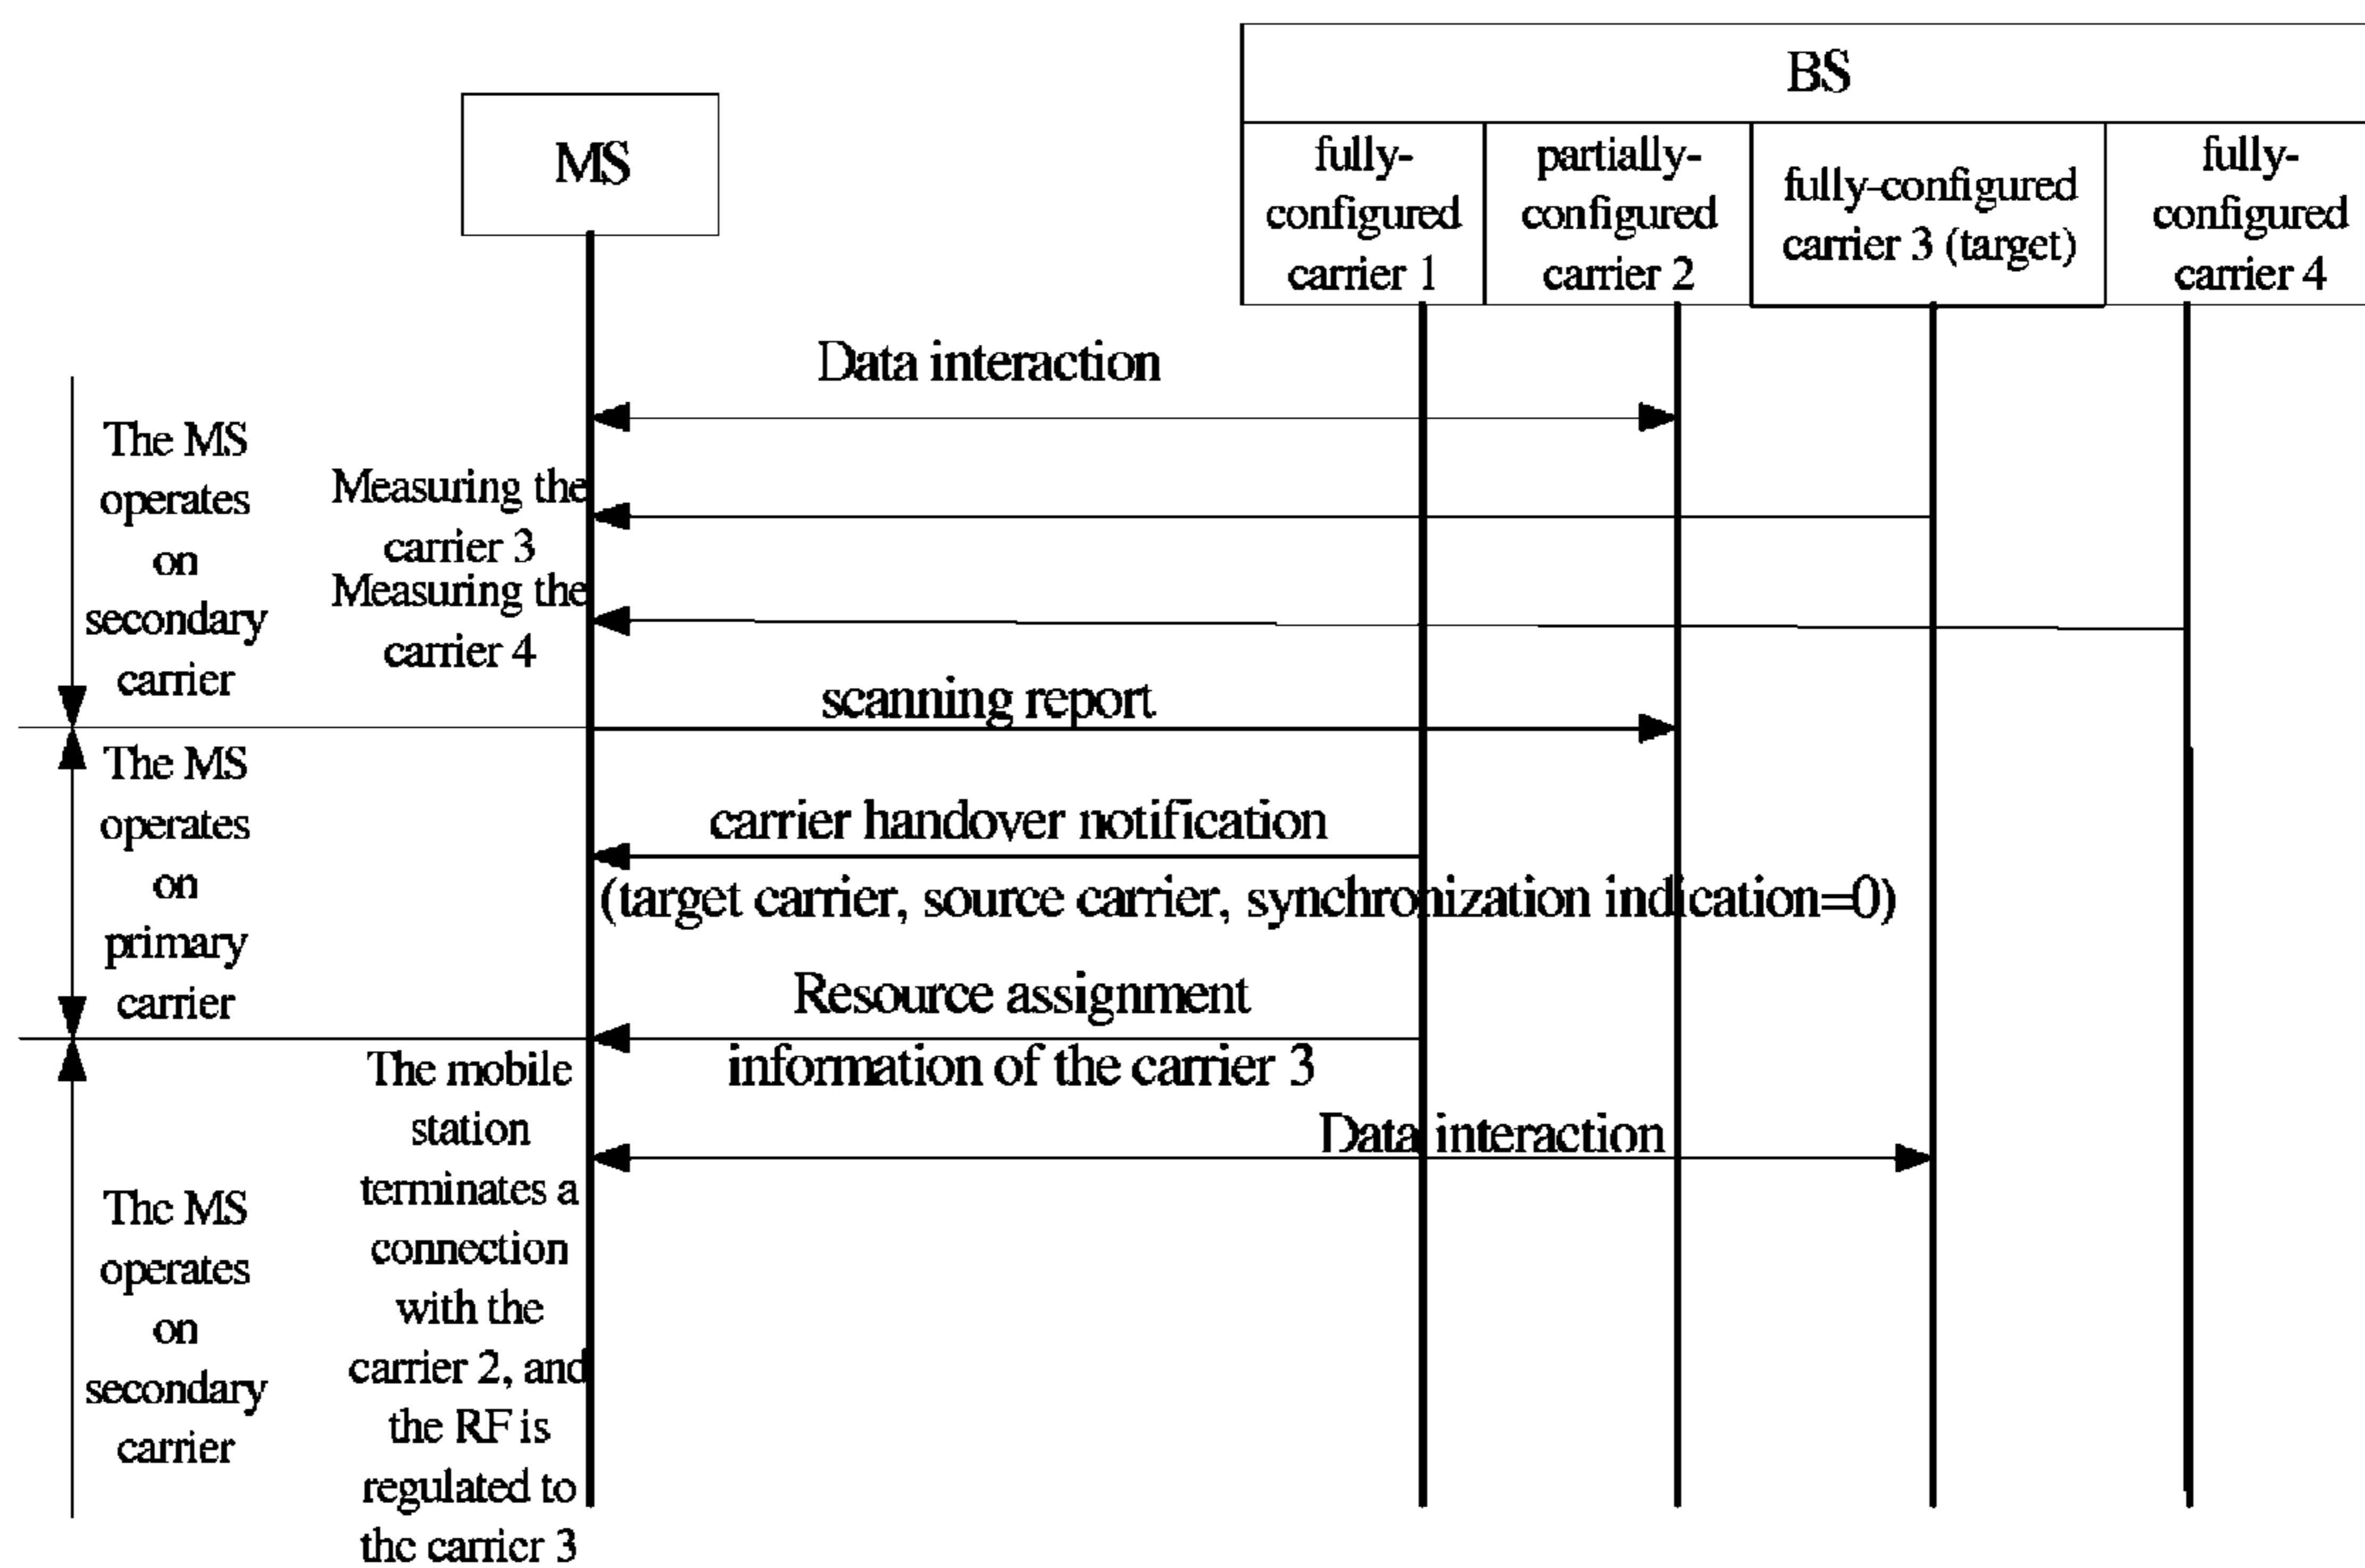 BS
MS
fully-
configured
carrier 1
partially-
configured
carrier 2
fully-configured
carrier 3 (target)
fully-
configured
carrier 4
Data interaction
The MS
operates
on
secondary
carrier
Measuring the
carrier 3
Measuring the
carrier 4
scanning report
The MS
operates
on
primary
carrier
carrier handover notification
(target carrier, source carrier, synchronization indication=0)
Resource assignment
information of the carrier 3
Data interaction
The MS
operates
on
secondary
carrier
The mobile
station
terminates a
connection
with the
carrier 2, and
the RF is
regulated to
the carrier 3